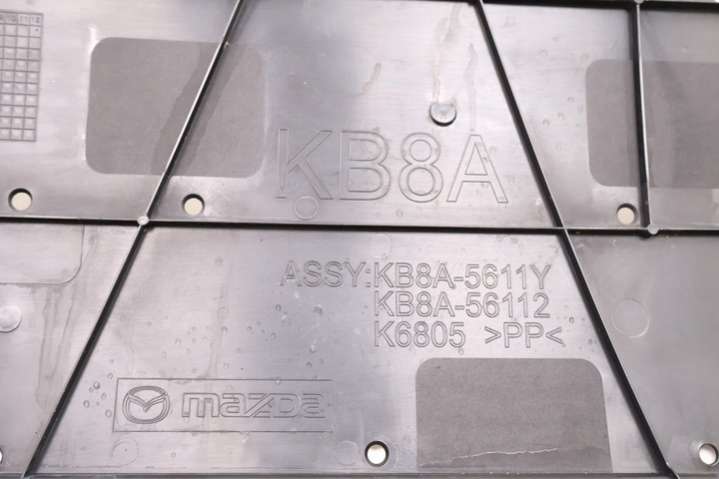 KB8A
ASSY:KB8A-5611Y
KB8A-56112
K6805 >PP<
mazda